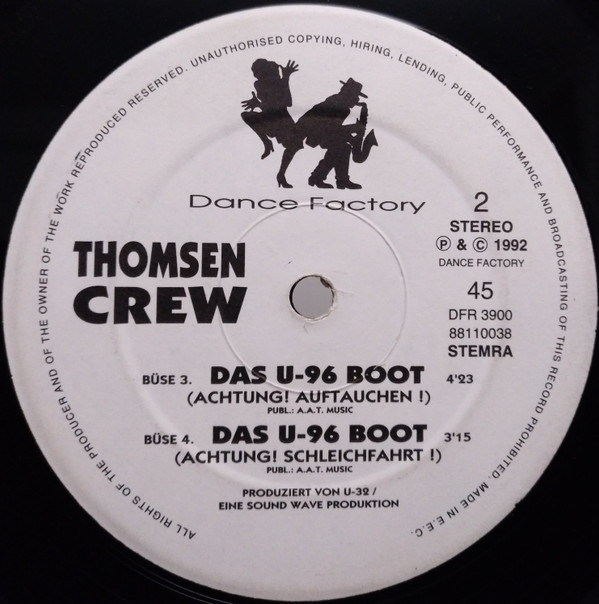 ALL RIGHTS OF THE PRODUCER AND OF THE OWNER OF THE WORK REPRODUCED RESERVED. UNAUTHORISED COPYING, HIRING, LENDING, PUBLIC PERFORMANCE AND BROADCASTING OF THIS RECORD PROHIBITED. MADE IN E.E.C.
Dance Factory
2
STEREO
Ⓟ & © 1992
DANCE FACTORY
THOMSEN
CREW
45
DFR 3900
88110038
STEMRA
BÜSE 3. DAS U-96 BOOT 4'23
(ACHTUNG! AUFTAUCHEN !)
PUBL.: A.A.T. MUSIC
BÜSE 4. DAS U-96 BOOT 3'15
(ACHTUNG! SCHLEICHFAHRT !)
PUBL.: A.A.T. MUSIC
PRODUZIERT VON U-32 /
EINE SOUND WAVE PRODUKTION